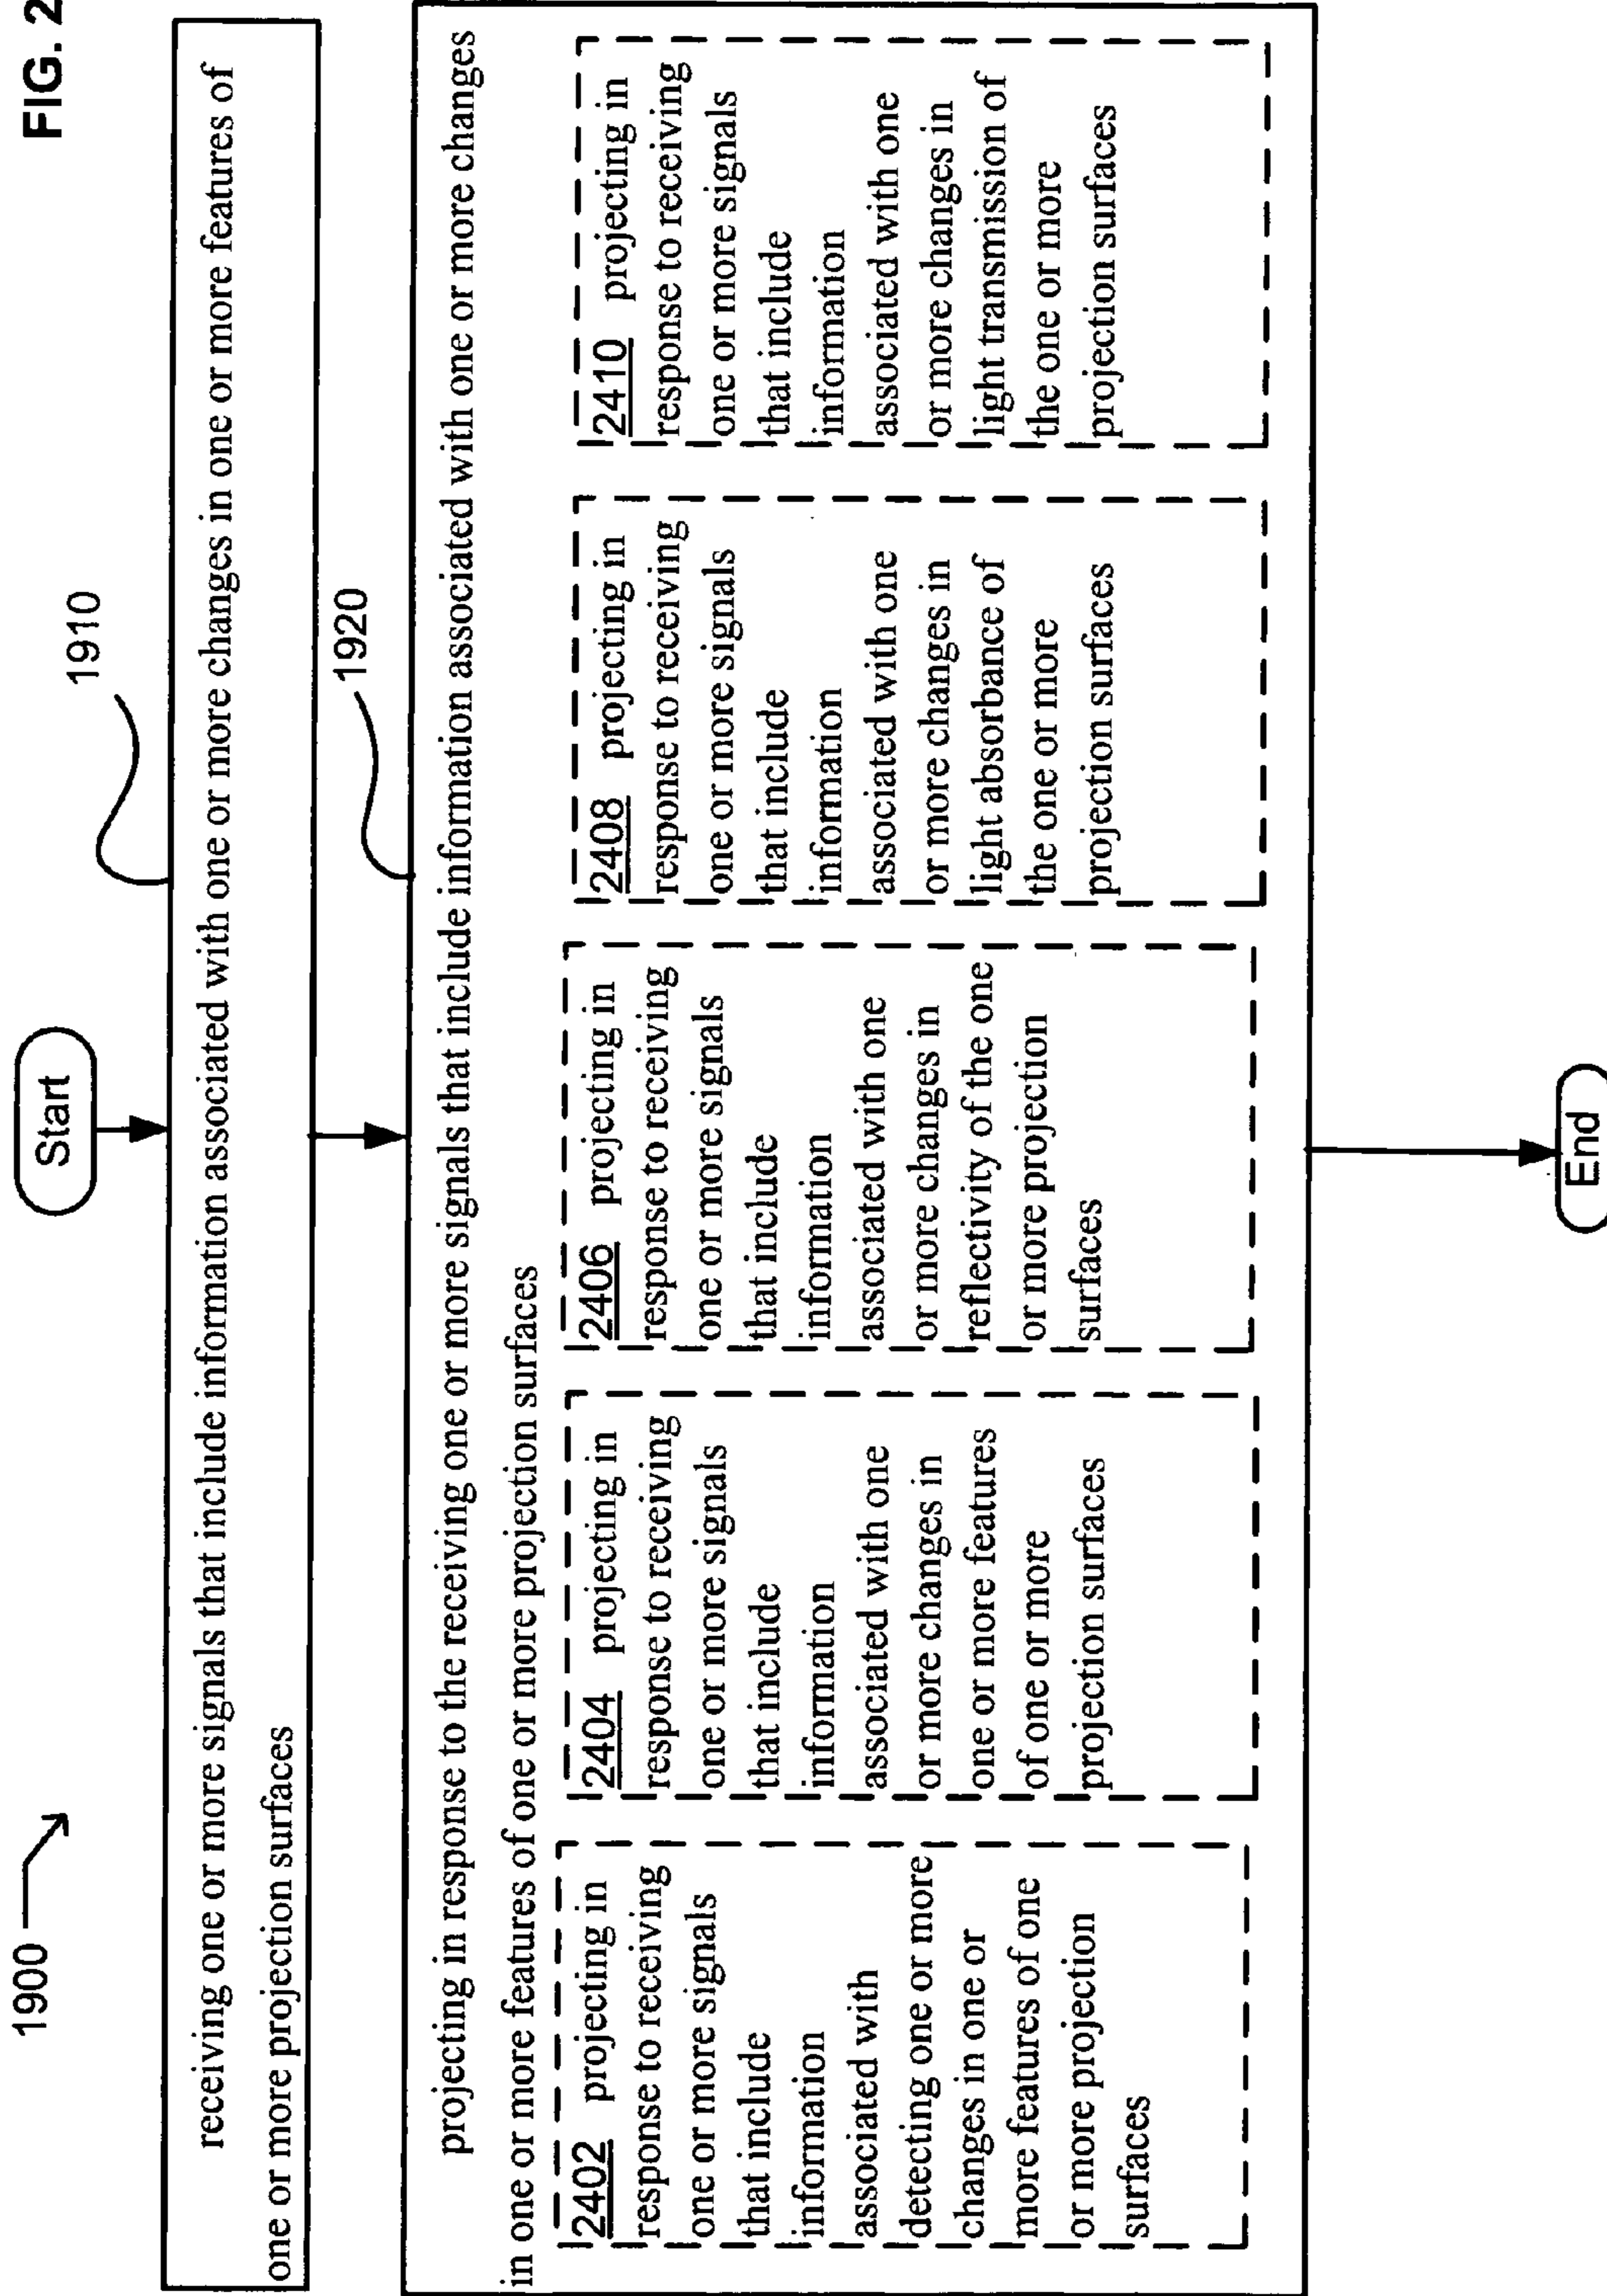 FIG. 2
1900
Start
1910
receiving one or more signals that include information associated with one or more changes in one or more features of
one or more projection surfaces
1920
projecting in response to the receiving one or more signals that include information associated with one or more changes
in one or more features of one or more projection surfaces
2402 projecting in
response to receiving
one or more signals
that include
information
associated with
detecting one or more
changes in one or
more features of one
or more projection
surfaces
2404 projecting in
response to receiving
one or more signals
that include
information
associated with one
or more changes in
one or more features
of one or more
projection surfaces
2406 projecting in
response to receiving
one or more signals
that include
information
associated with one
or more changes in
reflectivity of the one
or more projection
surfaces
2408 projecting in
response to receiving
one or more signals
that include
information
associated with one
or more changes in
light absorbance of
the one or more
projection surfaces
2410 projecting in
response to receiving
one or more signals
that include
information
associated with one
or more changes in
light transmission of
the one or more
projection surfaces
End